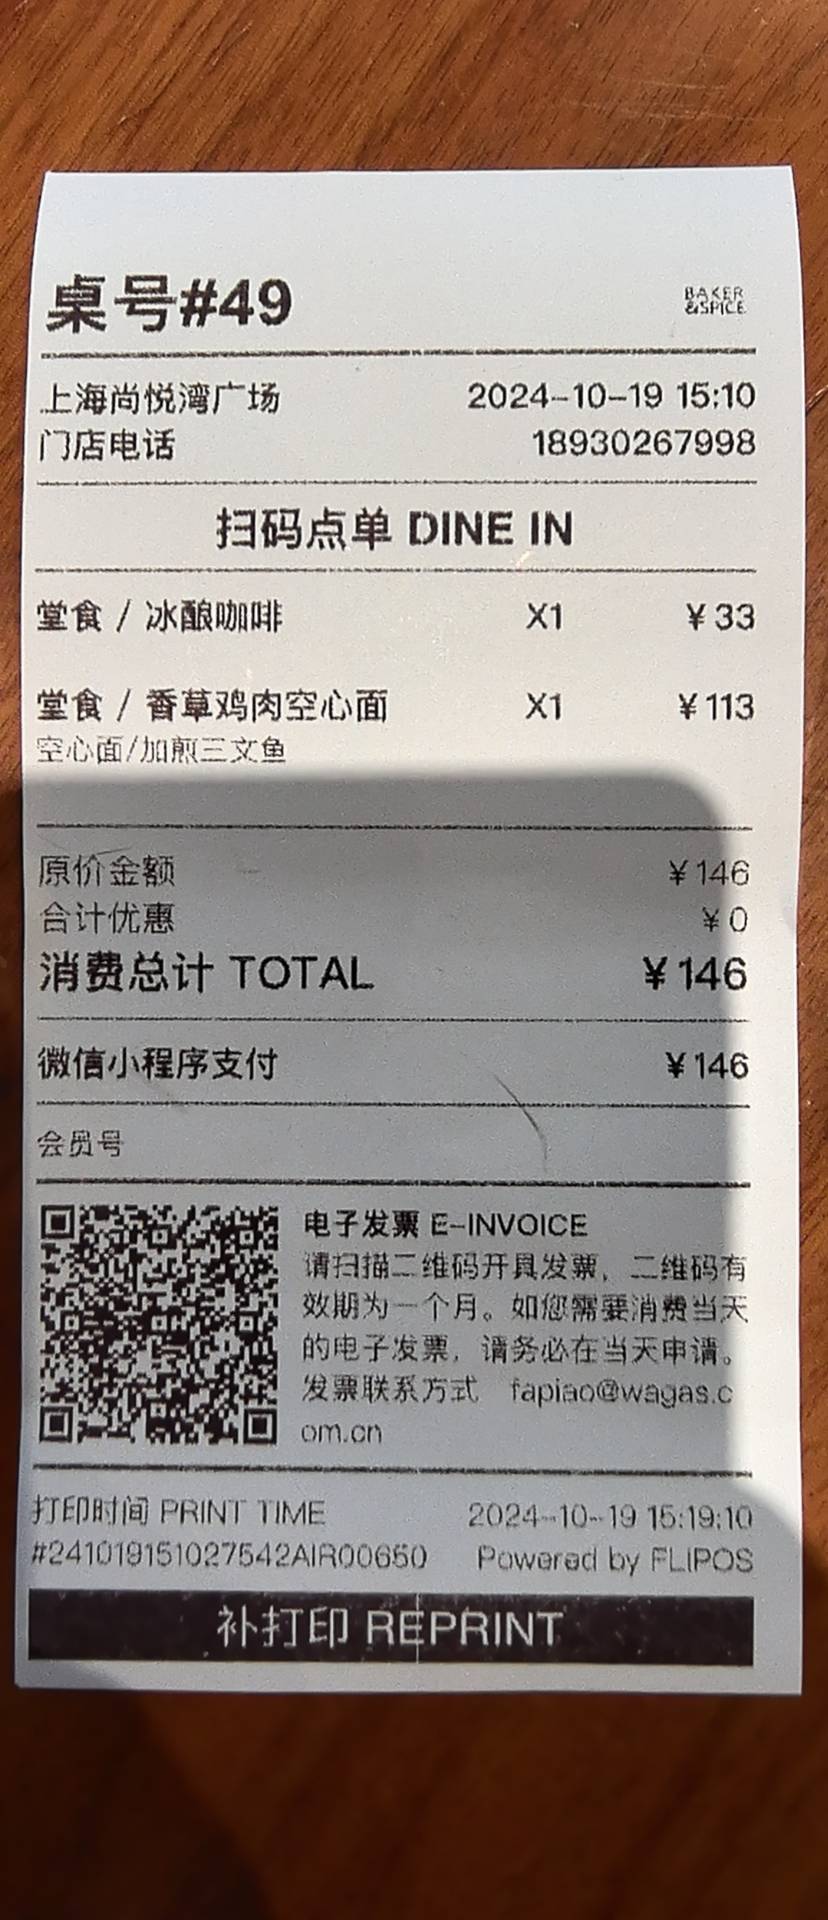 桌号#49
BAKER
&SPICE
上海尚悦湾广场 2024-10-19 15:10
门店电话 18930267998
扫码点单 DINE IN
堂食 / 冰酿咖啡 X1 ¥33
堂食 / 香草鸡肉空心面 X1 ¥113
空心面/加煎三文鱼
原价金额 ¥146
合计优惠 ¥0
消费总计 TOTAL ¥146
微信小程序支付 ¥146
会员号
电子发票 E-INVOICE
请扫描二维码开具发票，二维码有
效期为一个月。如您需要消费当天
的电子发票，请务必在当天申请。
发票联系方式 fapiao@wagas.c
om.cn
打印时间 PRINT TIME 2024-10-19 15:19:10
#241019151027542AIR00650 Powered by FLIPOS
补打印 REPRINT